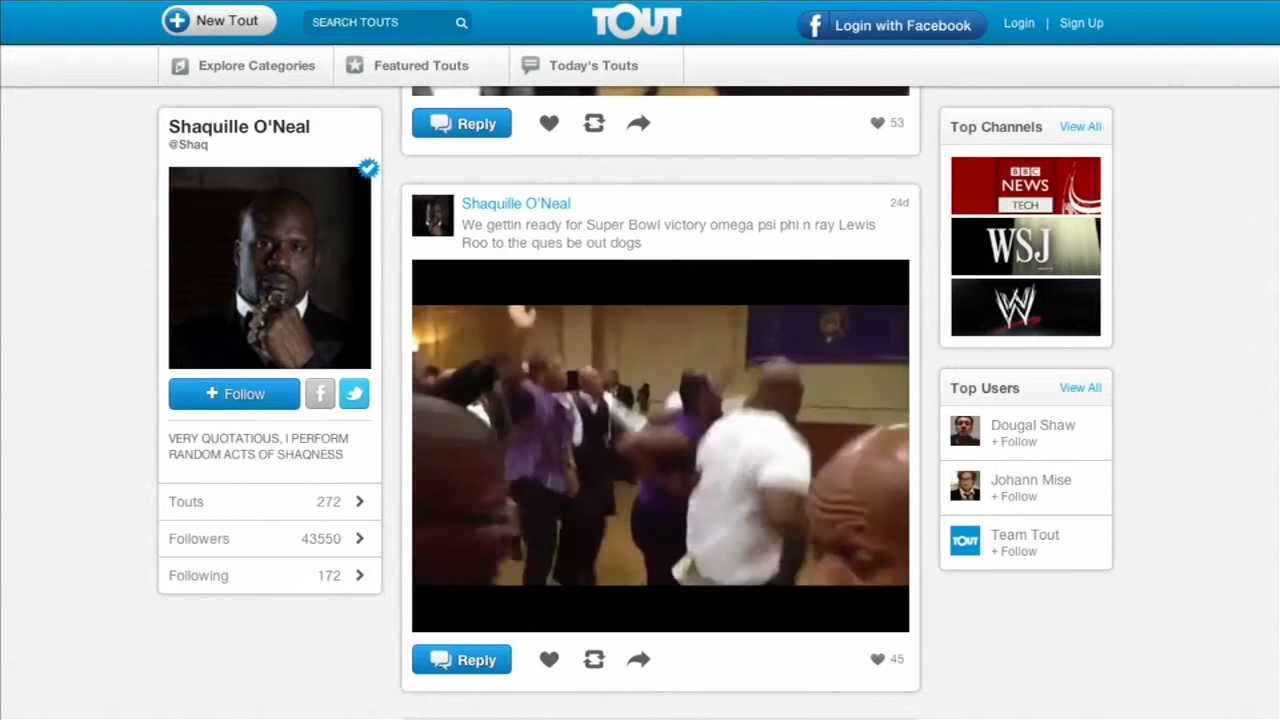 New Tout
SEARCH TOUTS
TOUT
f Login with Facebook
Login | Sign Up
Explore Categories
Featured Touts
Today's Touts
Shaquille O'Neal
@Shaq
+ Follow
f
VERY QUOTATIOUS, I PERFORM
RANDOM ACTS OF SHAQNESS
Touts 272
Followers 43550
Following 172
Reply
53
Shaquille O'Neal
24d
We gettin ready for Super Bowl victory omega psi phi n ray Lewis
Roo to the ques be out dogs
Reply
45
Top Channels View All
BBC
NEWS
TECH
WSJ
W
Top Users View All
Dougal Shaw
+ Follow
Johann Mise
+ Follow
TOUT
Team Tout
+ Follow